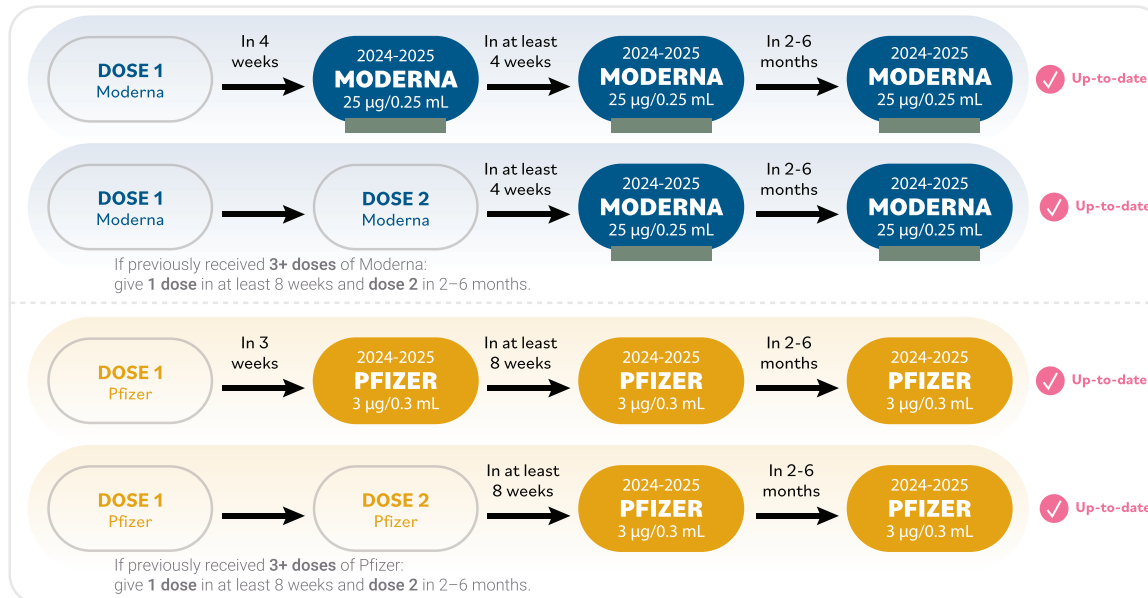 DOSE 1
Moderna
In 4
weeks
2024-2025
MODERNA
25 µg/0.25 mL
In at least
4 weeks
2024-2025
MODERNA
25 µg/0.25 mL
In 2-6
months
2024-2025
MODERNA
25 µg/0.25 mL
Up-to-date
DOSE 1
Moderna
DOSE 2
Moderna
In at least
4 weeks
2024-2025
MODERNA
25 µg/0.25 mL
In 2-6
months
2024-2025
MODERNA
25 µg/0.25 mL
Up-to-date
If previously received 3+ doses of Moderna:
give 1 dose in at least 8 weeks and dose 2 in 2–6 months.
DOSE 1
Pfizer
In 3
weeks
2024-2025
PFIZER
3 µg/0.3 mL
In at least
8 weeks
2024-2025
PFIZER
3 µg/0.3 mL
In 2-6
months
2024-2025
PFIZER
3 µg/0.3 mL
Up-to-date
DOSE 1
Pfizer
DOSE 2
Pfizer
In at least
8 weeks
2024-2025
PFIZER
3 µg/0.3 mL
In 2-6
months
2024-2025
PFIZER
3 µg/0.3 mL
Up-to-date
If previously received 3+ doses of Pfizer:
give 1 dose in at least 8 weeks and dose 2 in 2–6 months.